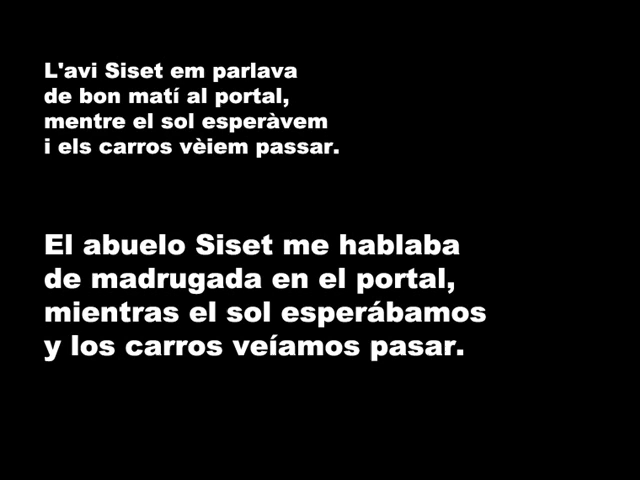 L'avi Siset em parlava
de bon matí al portal,
mentre el sol esperàvem
i els carros vèiem passar.
El abuelo Siset me hablaba
de madrugada en el portal,
mientras el sol esperábamos
y los carros veíamos pasar.